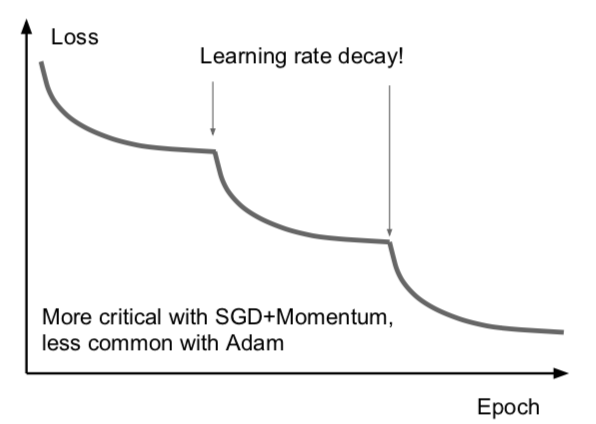 Loss
Learning rate decay!
More critical with SGD+Momentum,
less common with Adam
Epoch